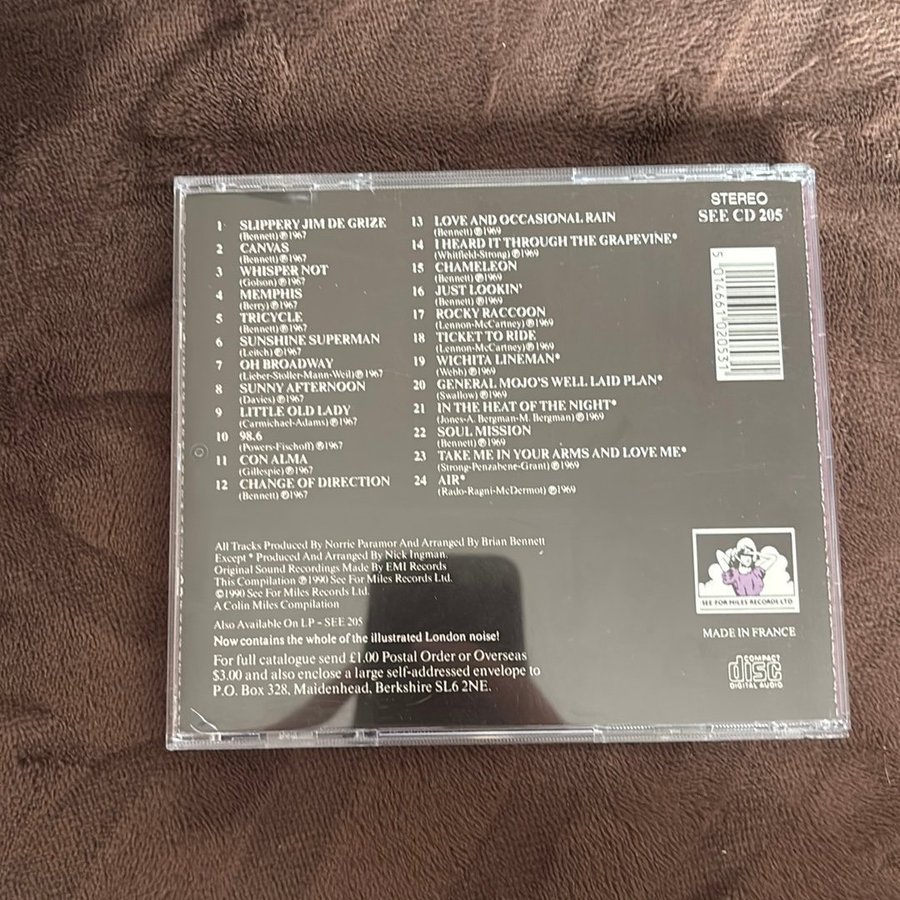 1 SLIPPERY JIM DE GRIZE
(Bennett) ℗1967
2 CANVAS
(Bennett) ℗1967
3 WHISPER NOT
(Golson) ℗1967
4 MEMPHIS
(Berry) ℗1967
5 TRICYCLE
(Bennett) ℗1967
6 SUNSHINE SUPERMAN
(Leitch) ℗1967
7 OH BROADWAY
(Lieber-Stoller-Mann-Weil) ℗1967
8 SUNNY AFTERNOON
(Davies) ℗1967
9 LITTLE OLD LADY
(Carmichael-Adams) ℗1967
10 98.6
(Powers-Fischoff) ℗1967
11 CON ALMA
(Gillespie) ℗1967
12 CHANGE OF DIRECTION
(Bennett) ℗1967
13 LOVE AND OCCASIONAL RAIN
(Bennett) ℗1969
14 I HEARD IT THROUGH THE GRAPEVINE*
(Whitfield-Strong) ℗1969
15 CHAMELEON
(Bennett) ℗1969
16 JUST LOOKIN'
(Bennett) ℗1969
17 ROCKY RACCOON
(Lennon-McCartney) ℗1969
18 TICKET TO RIDE
(Lennon-McCartney) ℗1969
19 WICHITA LINEMAN*
(Webb) ℗1969
20 GENERAL MOJO'S WELL LAID PLAN*
(Swallow) ℗1969
21 IN THE HEAT OF THE NIGHT*
(Jones-A. Bergman-M. Bergman) ℗1969
22 SOUL MISSION
(Bennett) ℗1969
23 TAKE ME IN YOUR ARMS AND LOVE ME*
(Strong-Penzabene-Grant) ℗1969
24 AIR*
(Rado-Ragni-McDermot) ℗1969
STEREO
SEE CD 205
5 014661 020531
All Tracks Produced By Norrie Paramor And Arranged By Brian Bennett
Except * Produced And Arranged By Nick Ingman.
Original Sound Recordings Made By EMI Records
This Compilation ℗1990 See For Miles Records Ltd.
©1990 See For Miles Records Ltd.
A Colin Miles Compilation
Also Available On LP - SEE 205
Now contains the whole of the illustrated London noise!
For full catalogue send £1.00 Postal Order or Overseas
$3.00 and also enclose a large self-addressed envelope to
P.O. Box 328, Maidenhead, Berkshire SL6 2NE.
SEE FOR MILES RECORDS LTD
MADE IN FRANCE
COMPACT
disc
DIGITAL AUDIO